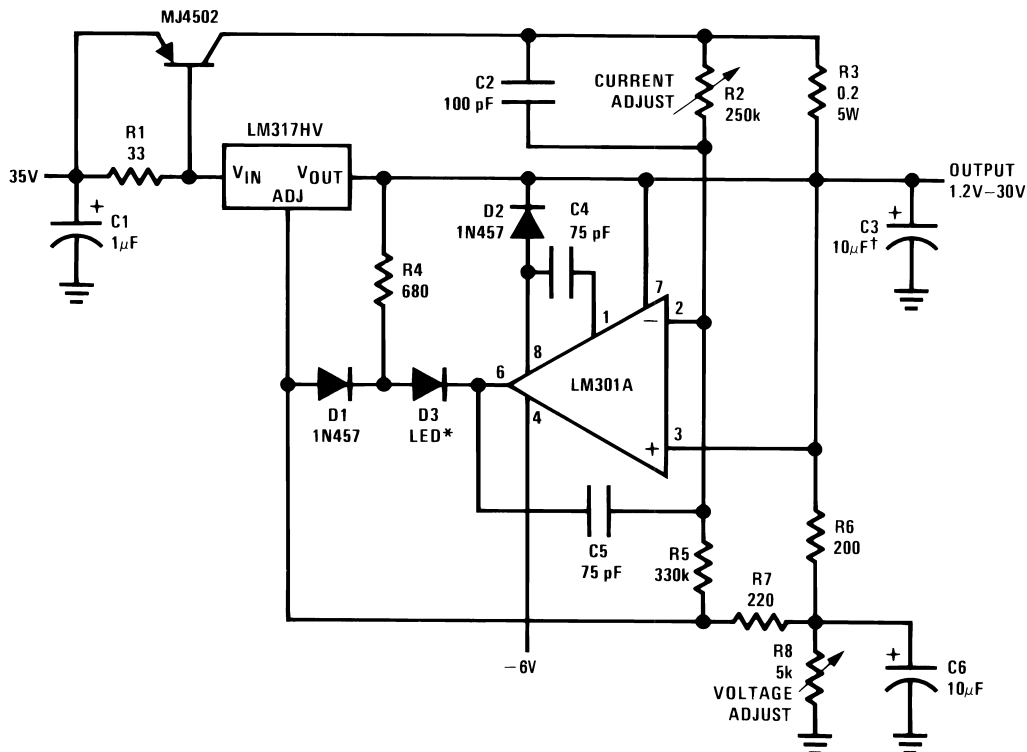 MJ4502
C2
100 pF
CURRENT
ADJUST
R2
250k
R3
0.2
5W
R1
33
LM317HV
35V
VIN
VOUT
ADJ
OUTPUT
1.2V–30V
C1
+
1μF
D2
1N457
C4
75 pF
C3
+
10μF†
R4
680
7
1
2
−
8
6
LM301A
4
+
3
D1
1N457
D3
LED*
C5
75 pF
R5
330k
R6
200
R7
220
−6V
R8
5k
VOLTAGE
ADJUST
+
C6
10μF